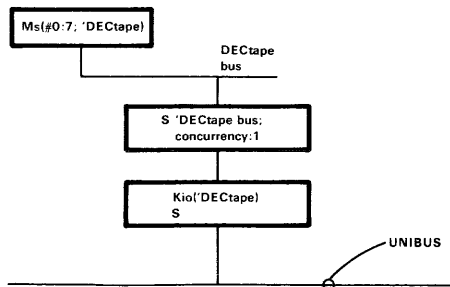 Ms(#0:7; 'DECtape)
DECtape
bus
S 'DECtape bus;
concurrency:1
Kio('DECtape)
S
UNIBUS